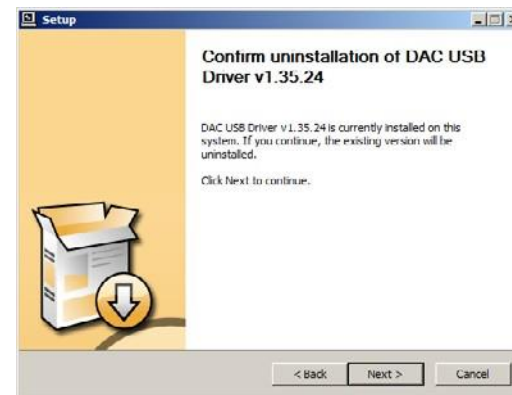 Setup
Confirm uninstallation of DAC USB
Driver v1.35.24
DAC USB Driver v1.35.24 is currently installed on this
system. If you continue, the existing version will be
uninstalled.
Click Next to continue.
< Back
Next >
Cancel